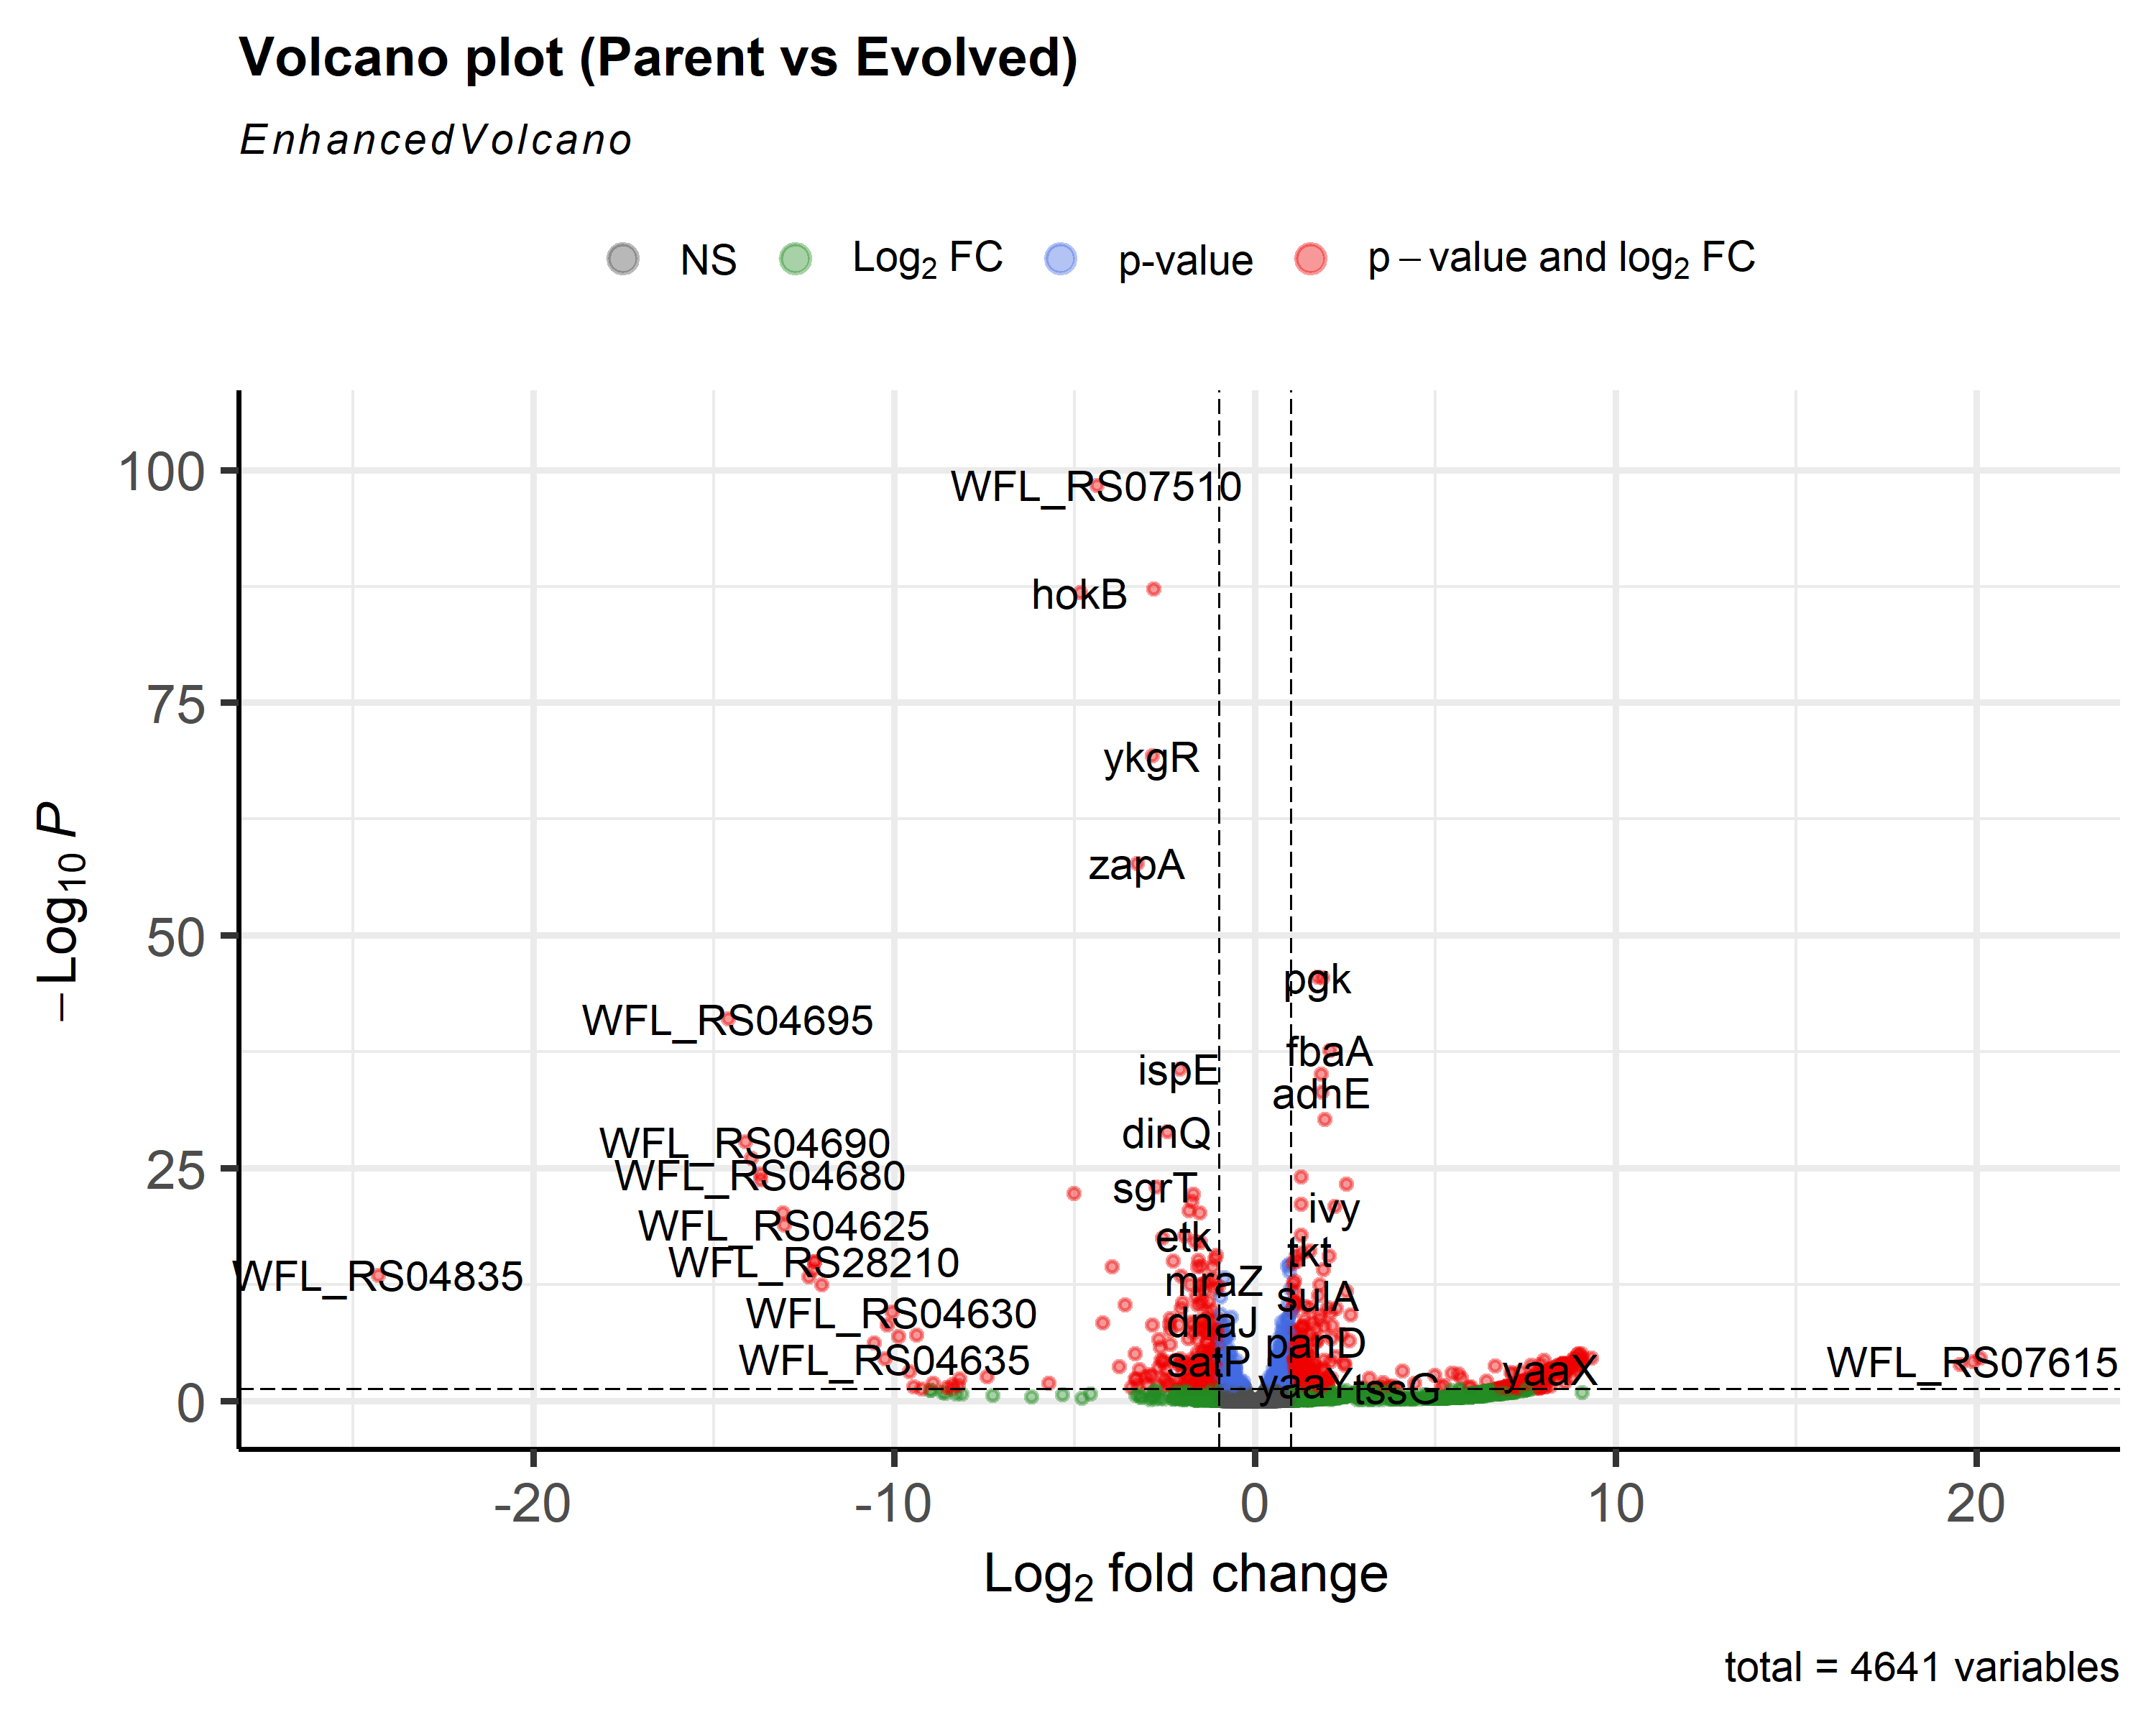 Volcano plot (Parent vs Evolved)
EnhancedVolcano
NS Log2 FC p-value p − value and log2 FC
100
75
50
25
0
−Log10 P
WFL_RS07510
hokB
ykgR
zapA
pgk
WFL_RS04695
fbaA
ispE
adhE
dinQ
WFL_RS04690
WFL_RS04680
sgrT
ivy
WFL_RS04625
etk
tkt
WFL_RS28210
WFL_RS04835
mraZ
sulA
WFL_RS04630
dnaJ
panD
WFL_RS04635
satP
WFL_RS07615
yaaX
yaaY
tssG
-20 -10 0 10 20
Log2 fold change
total = 4641 variables